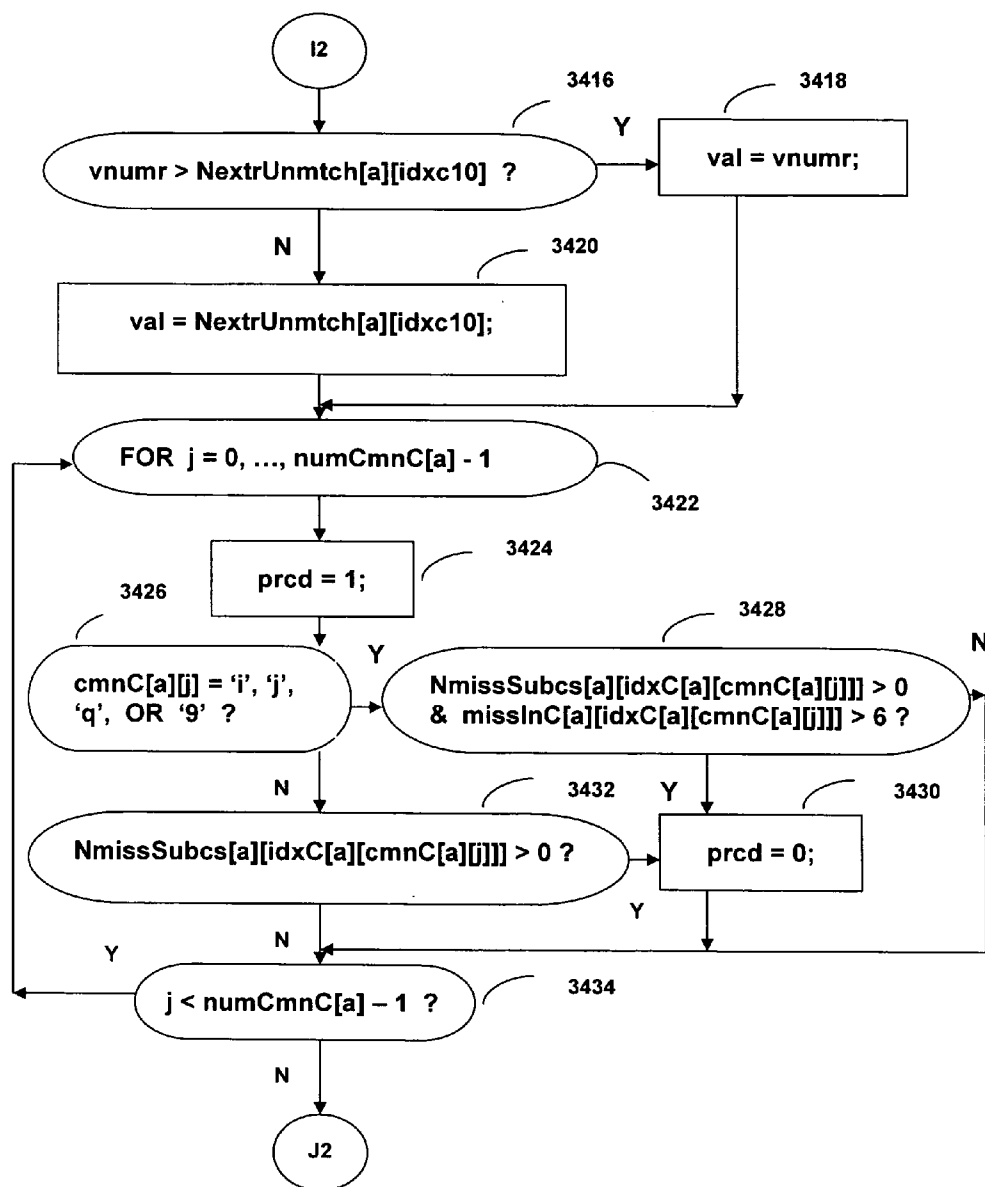 I2
3416
vnumr > NextrUnmtch[a][idxc10] ?
Y
3418
val = vnumr;
N
3420
val = NextrUnmtch[a][idxc10];
FOR j = 0, ..., numCmnC[a] - 1
3422
3424
prcd = 1;
3426
cmnC[a][j] = ‘i’, ‘j’,
‘q’, OR ‘9’ ?
Y
3428
N
NmissSubcs[a][idxC[a][cmnC[a][j]]] > 0
& missInC[a][idxC[a][cmnC[a][j]]] > 6 ?
N
3432
Y
3430
NmissSubcs[a][idxC[a][cmnC[a][j]]] > 0 ?
prcd = 0;
Y
N
Y
j < numCmnC[a] – 1 ?
3434
N
J2